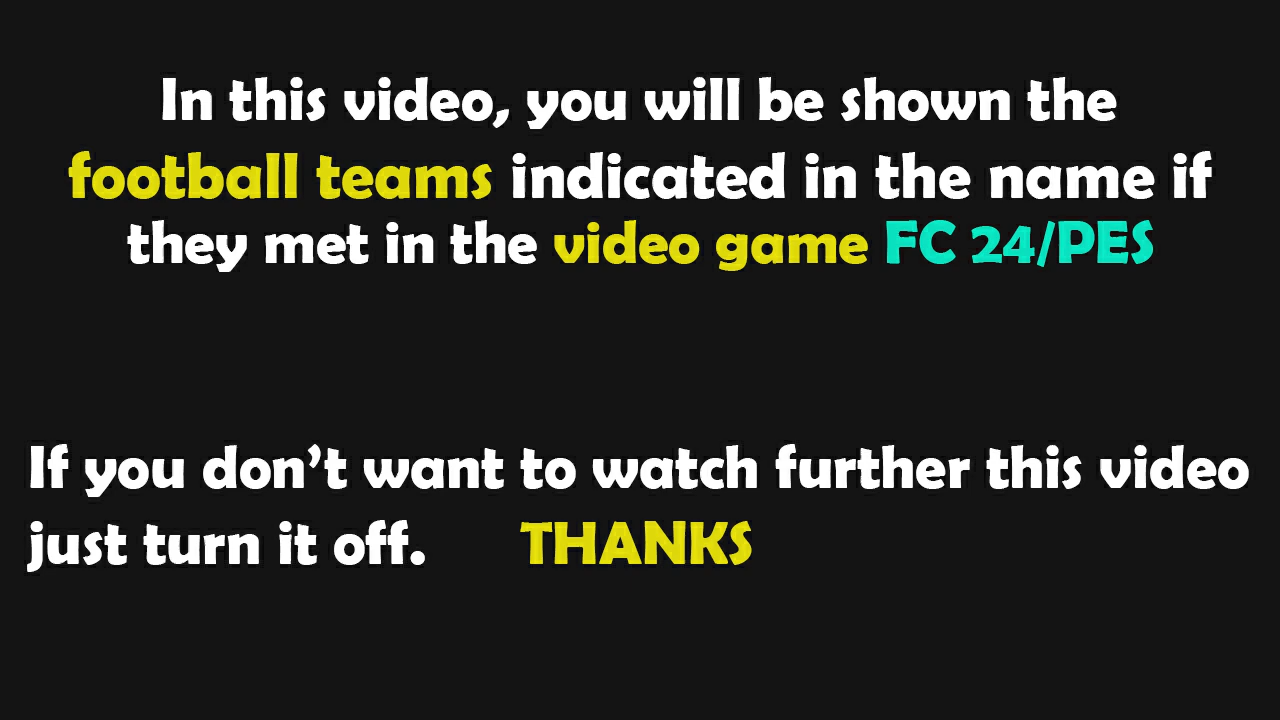 In this video, you will be shown the
football teams indicated in the name if
they met in the video game FC 24/PES
If you don’t want to watch further this video
just turn it off. THANKS